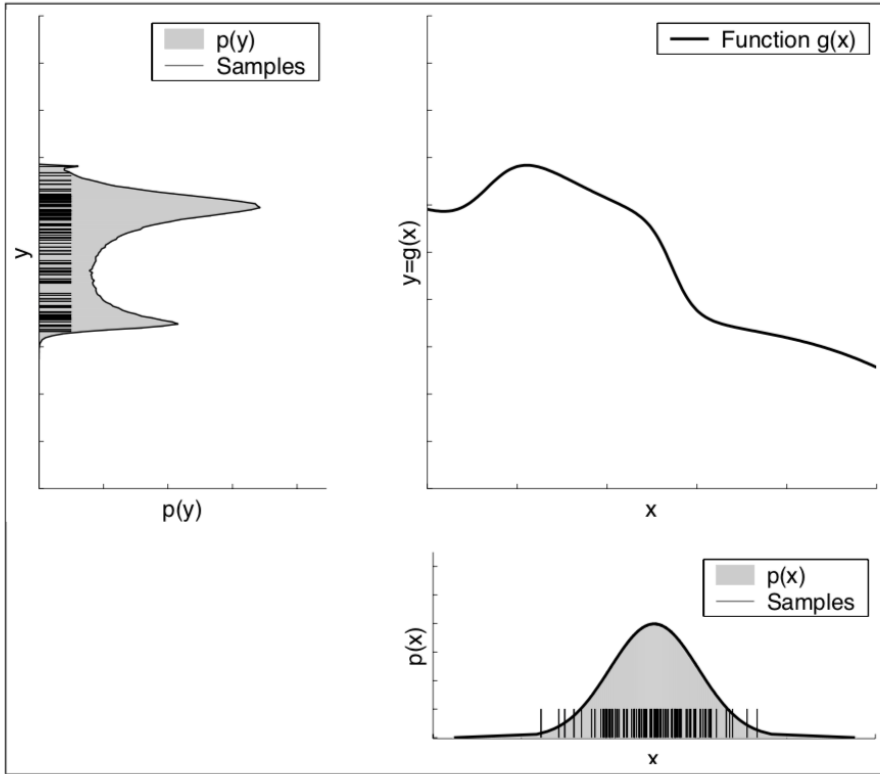 p(y)
Samples
y
p(y)
Function g(x)
y=g(x)
x
p(x)
Samples
p(x)
x